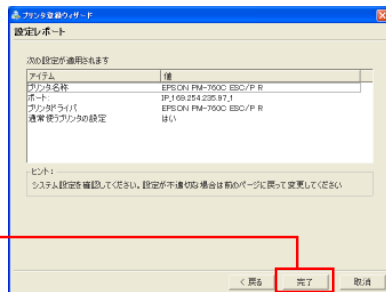 プリンタ登録ウィザード
設定レポート
次の設定が適用されます
アイテム 値
プリンタ名称 EPSON PM-760C ESC/P R
ポート: IP_169.254.235.97_1
プリンタドライバ EPSON PM-760C ESC/P R
通常使うプリンタの設定 はい
ヒント:
システム設定を確認してください。設定が不適切な場合は前のページに戻って変更してください
< 戻る 完了 取消